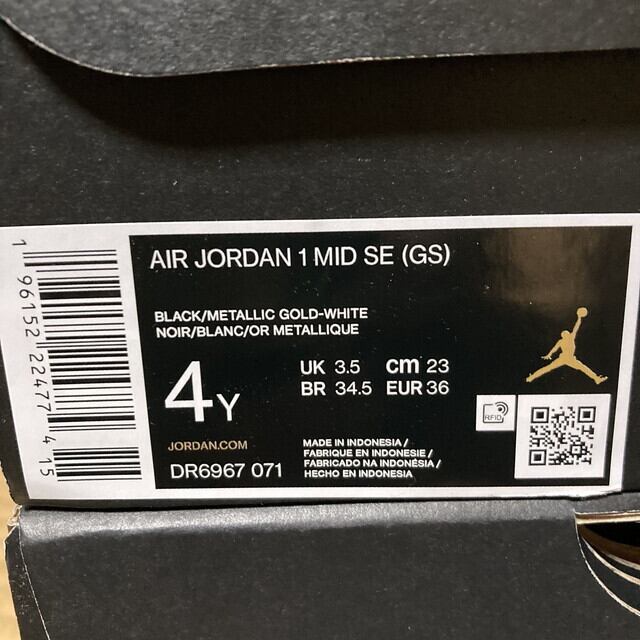 AIR JORDAN 1 MID SE (GS)
BLACK/METALLIC GOLD-WHITE
NOIR/BLANC/OR METALLIQUE
4Y
UK 3.5 cm 23
BR 34.5 EUR 36
RFID
JORDAN.COM
DR6967 071
MADE IN INDONESIA /
FABRIQUE EN INDONESIE /
FABRICADO NA INDONÉSIA /
HECHO EN INDONESIA
1 96152 22477 4 15